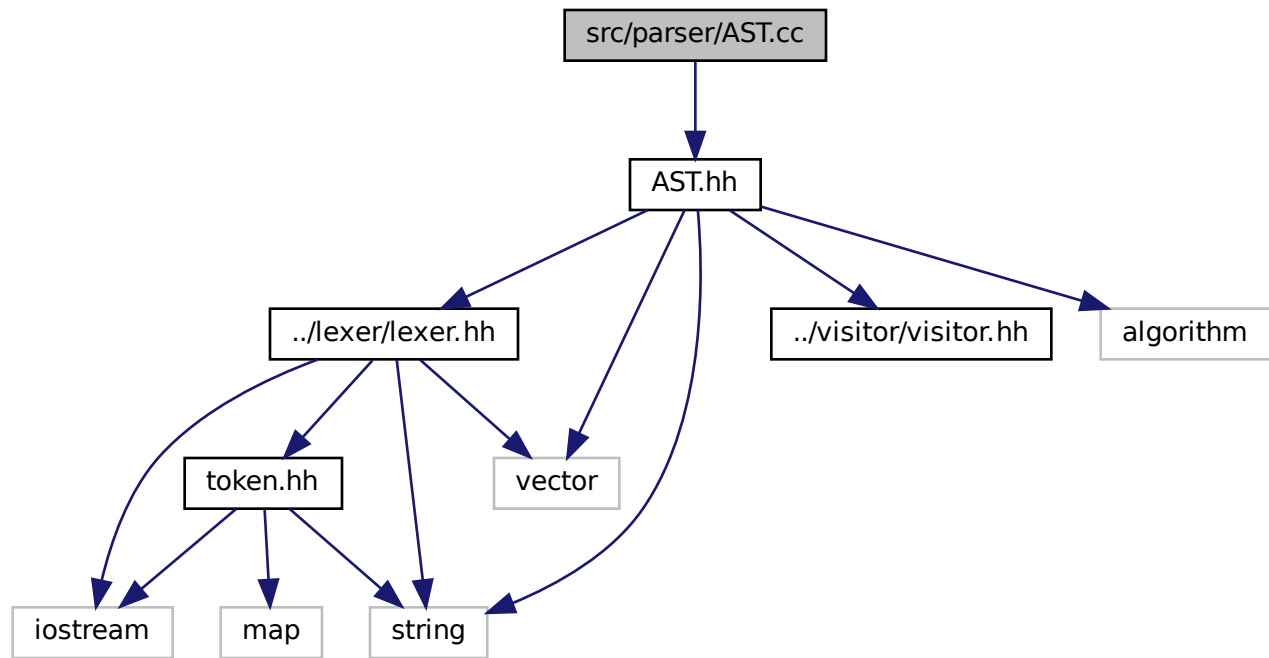 src/parser/AST.cc
AST.hh
../lexer/lexer.hh
../visitor/visitor.hh
algorithm
token.hh
vector
iostream
map
string